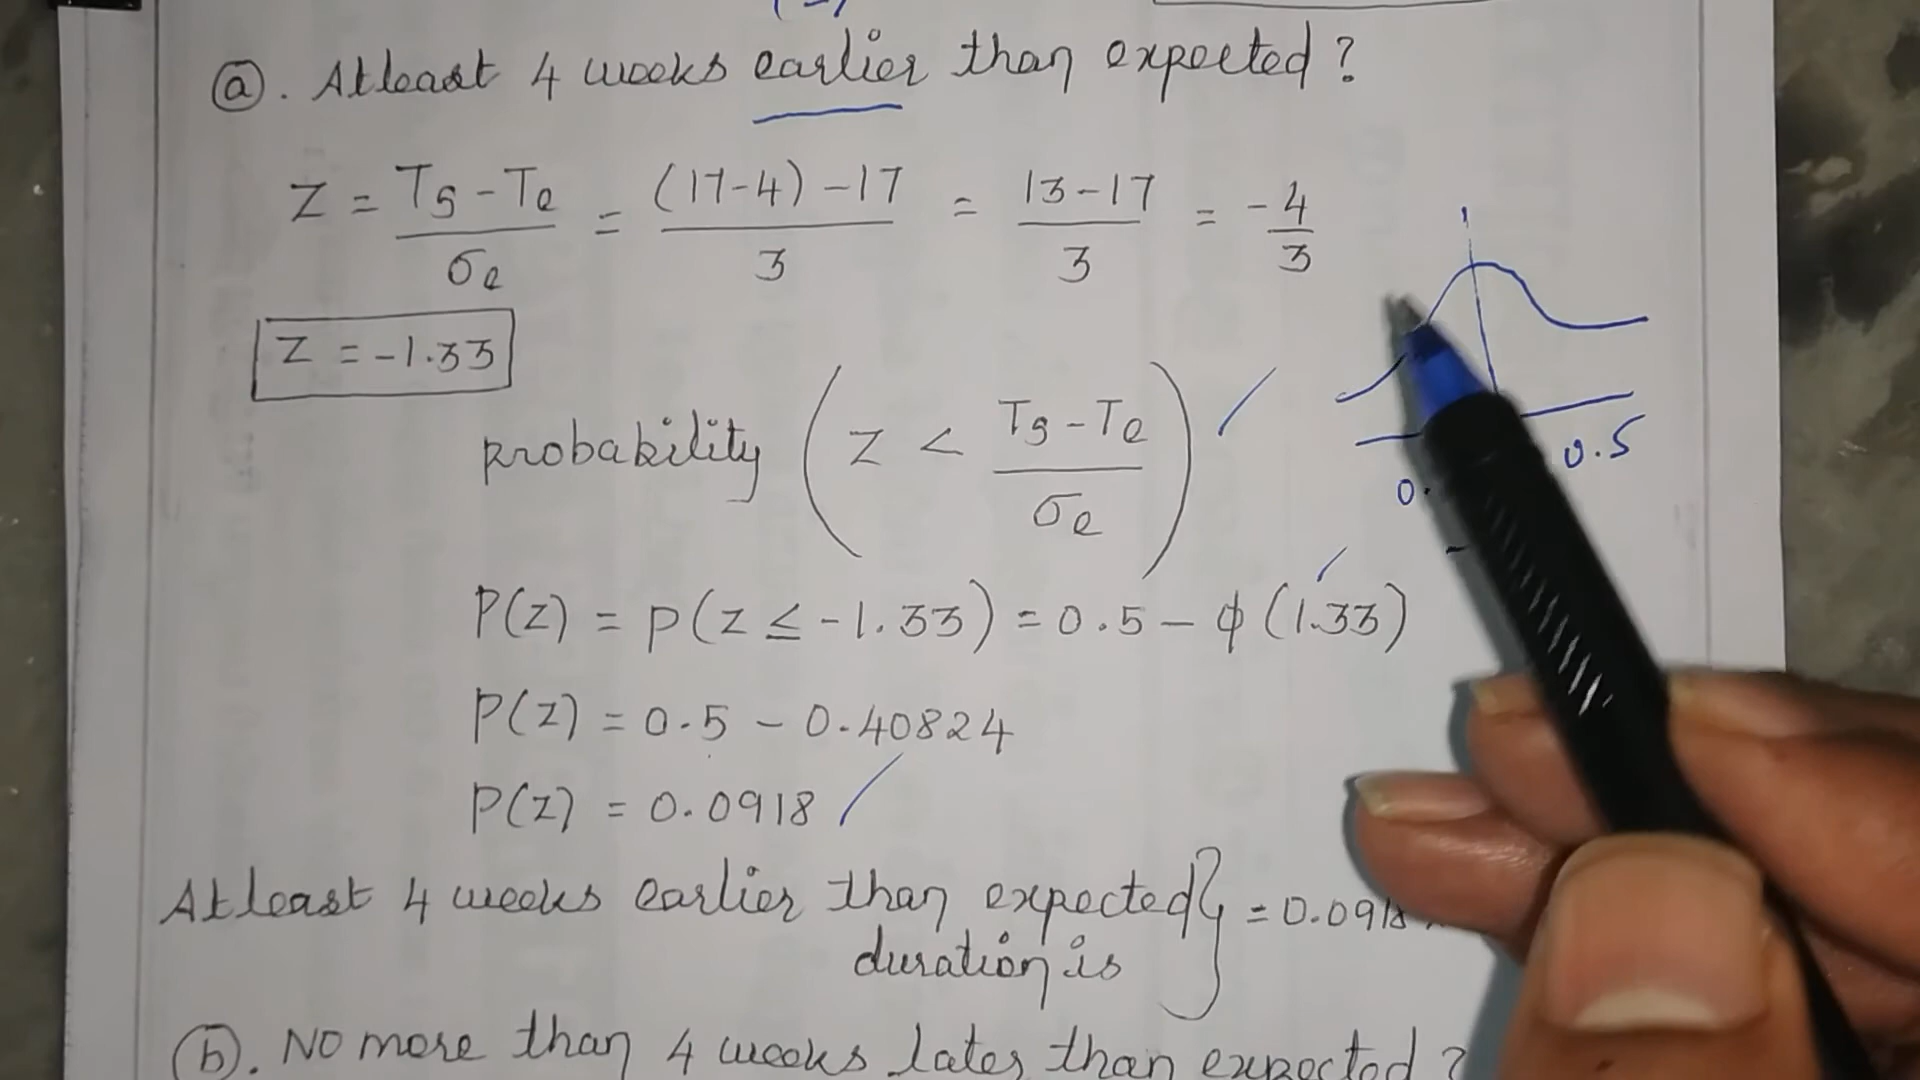 ⓐ. Atleast 4 weeks earlier than expected?
Z = Ts - Te / σe = (17-4) - 17 / 3 = 13 - 17 / 3 = -4 / 3
Z = -1.33
probability ( Z < Ts - Te / σe )
0.5
0.
P(Z) = P(Z ≤ -1.33) = 0.5 - φ(1.33)
P(Z) = 0.5 - 0.40824
P(Z) = 0.0918
Atleast 4 weeks earlier than expected } = 0.0918
duration is
ⓑ. No more than 4 weeks later than expected?